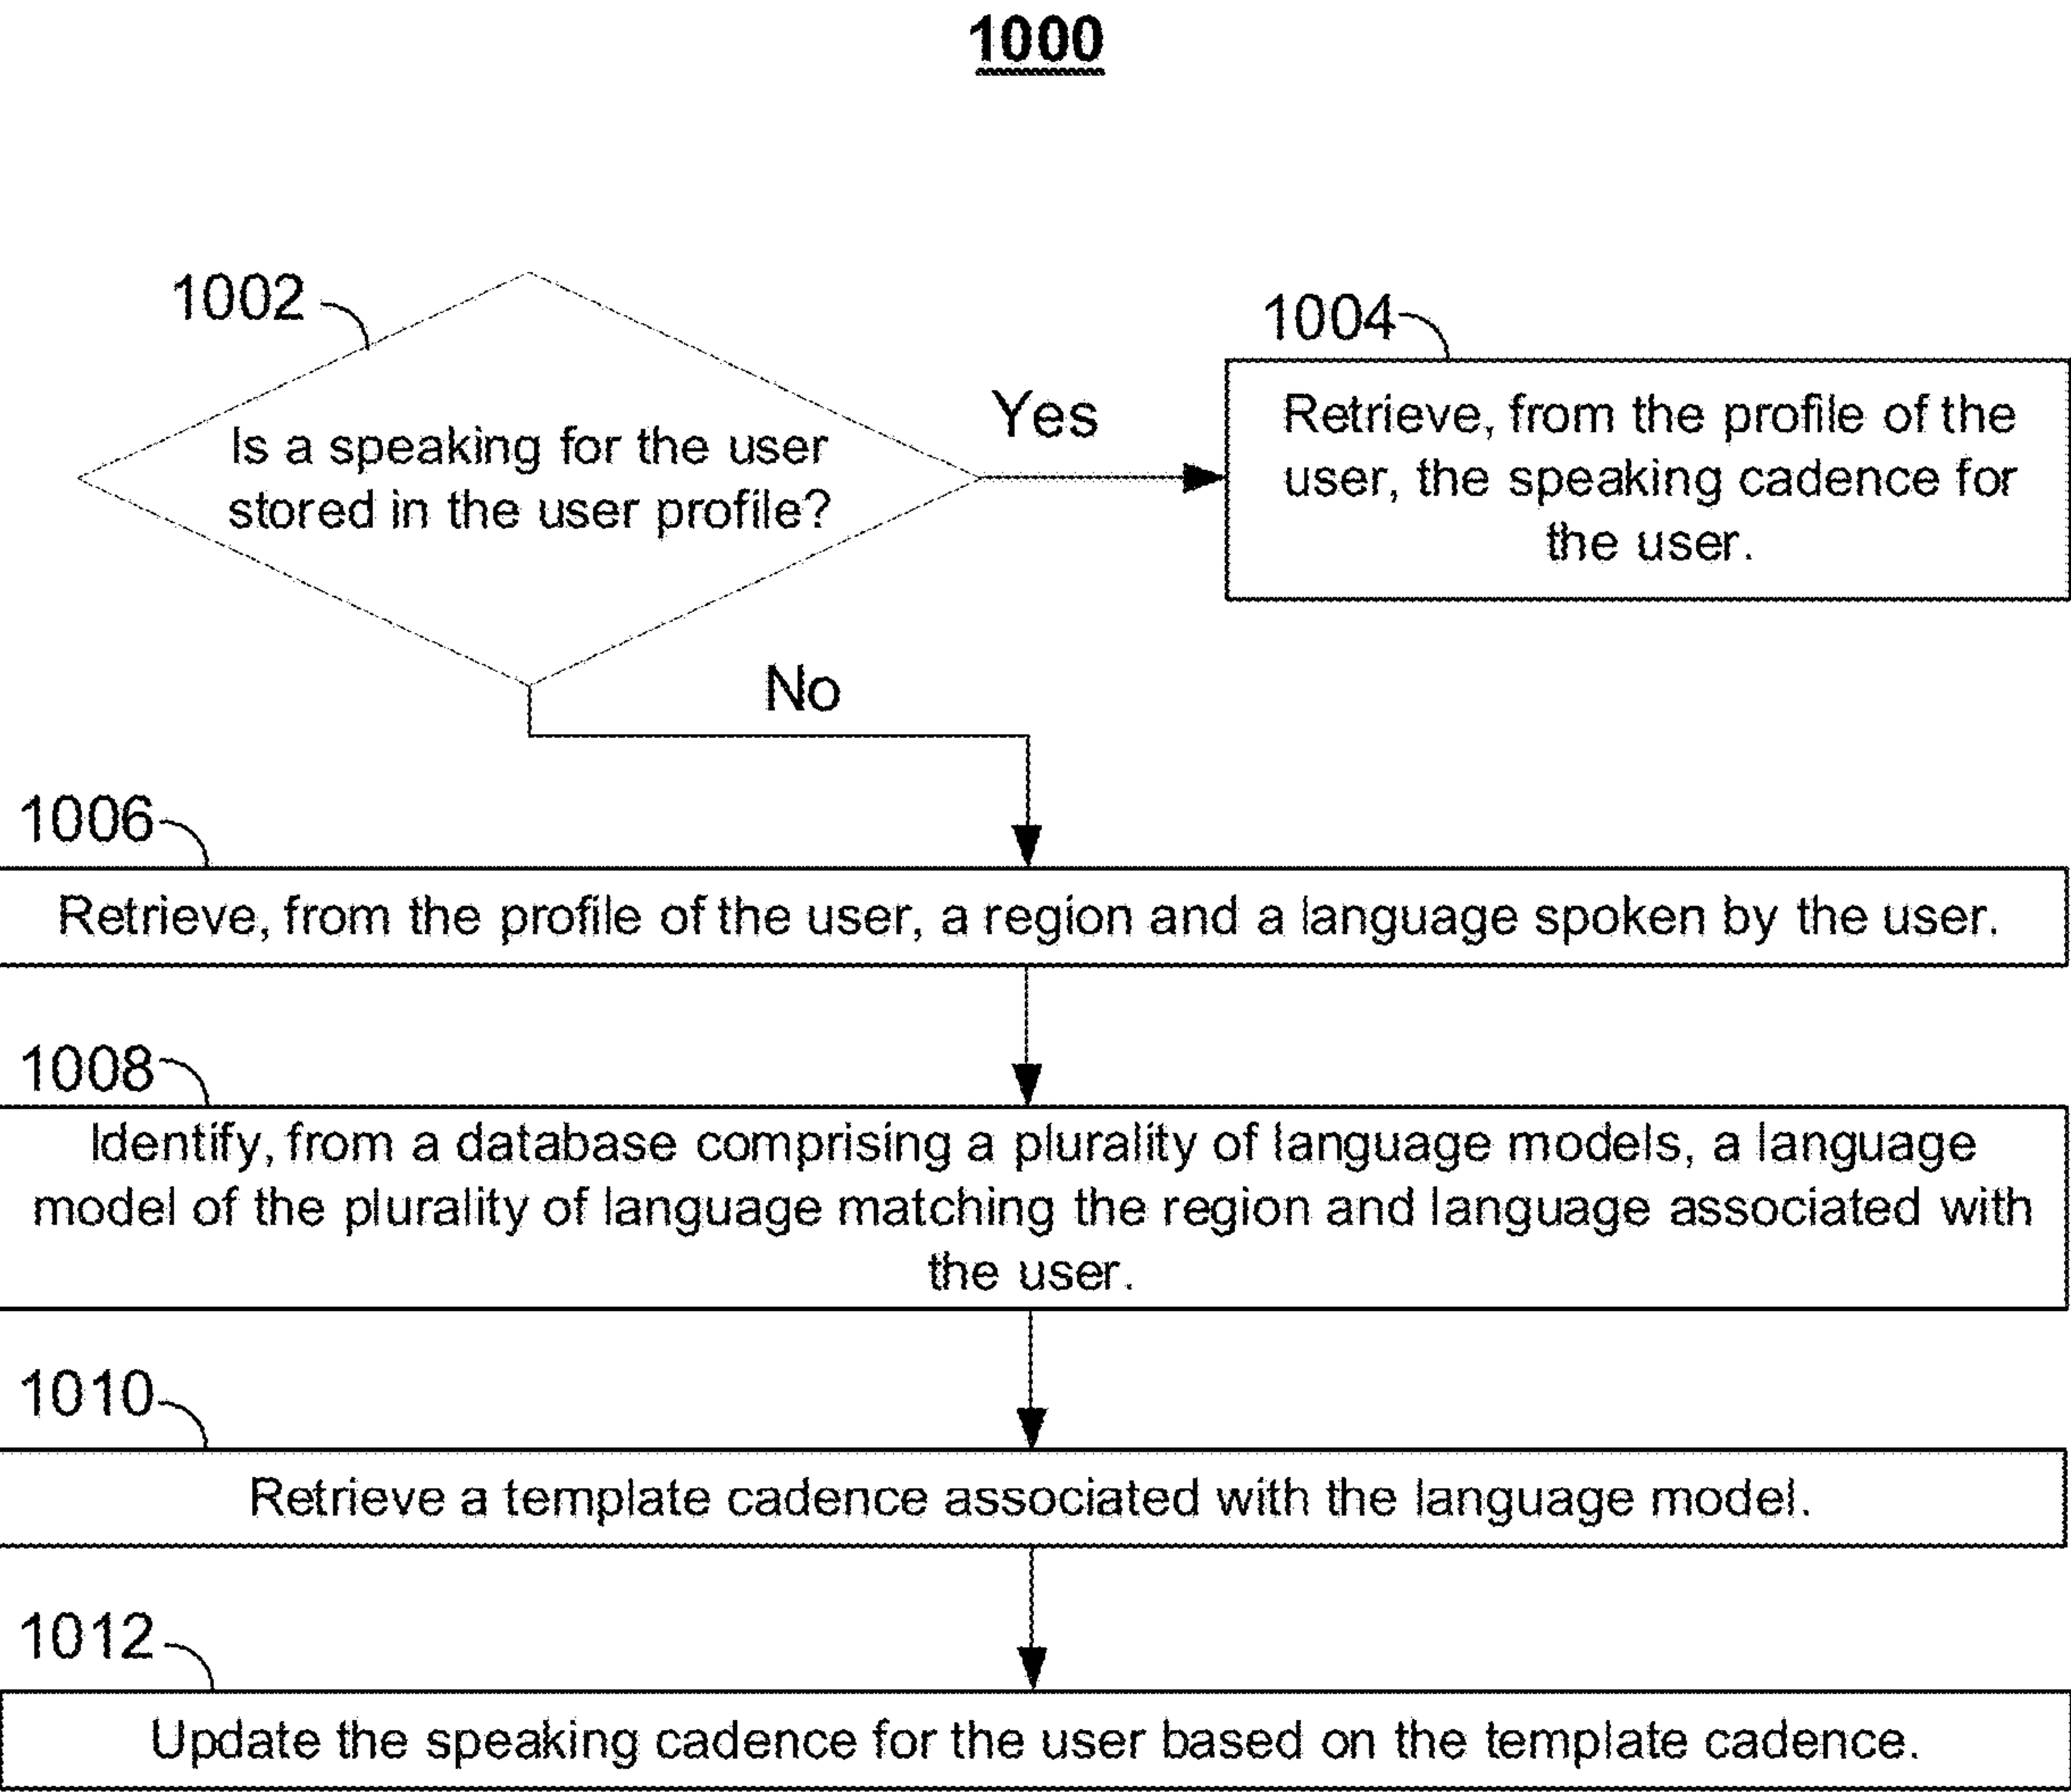 1000
1002
Is a speaking for the user
stored in the user profile?
Yes
1004
Retrieve, from the profile of the
user, the speaking cadence for
the user.
No
1006
Retrieve, from the profile of the user, a region and a language spoken by the user.
1008
Identify, from a database comprising a plurality of language models, a language
model of the plurality of language matching the region and language associated with
the user.
1010
Retrieve a template cadence associated with the language model.
1012
Update the speaking cadence for the user based on the template cadence.